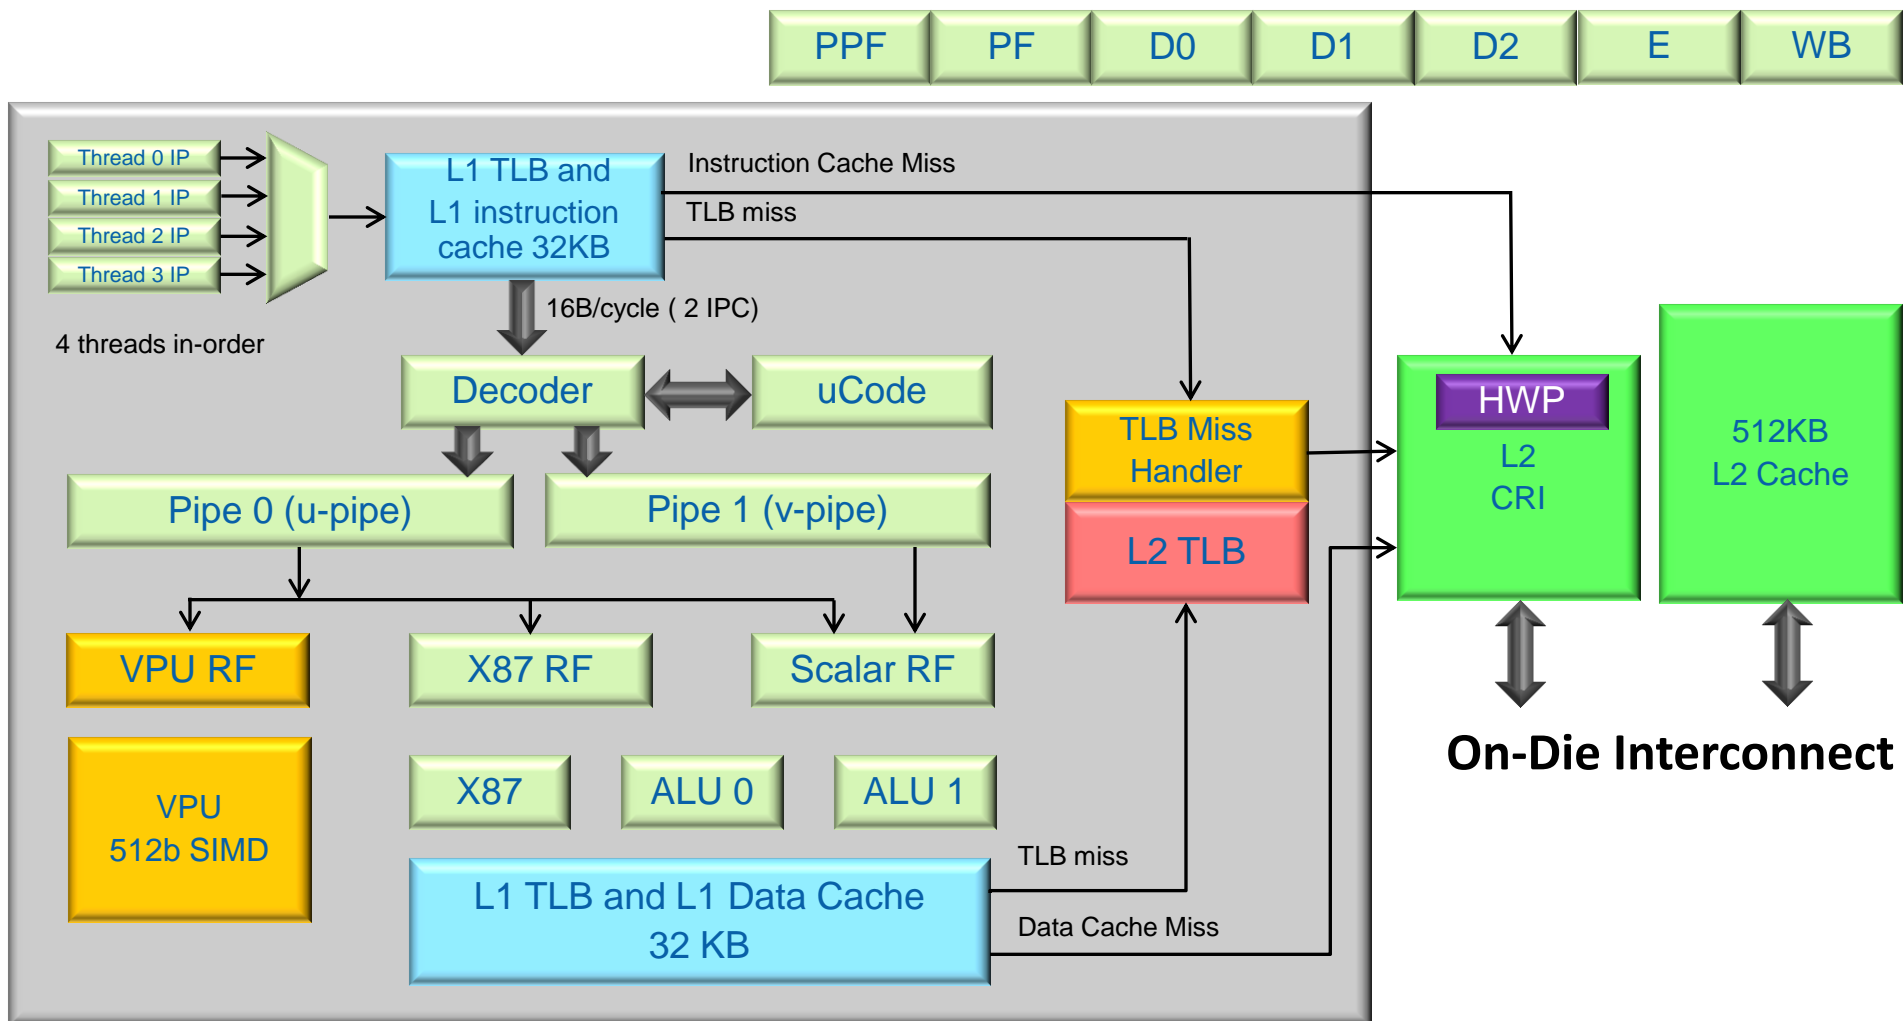 PPF PF D0 D1 D2 E WB
Thread 0 IP
Thread 1 IP
Thread 2 IP
Thread 3 IP
4 threads in-order
L1 TLB and
L1 instruction
cache 32KB
Instruction Cache Miss
TLB miss
16B/cycle ( 2 IPC)
Decoder
uCode
Pipe 0 (u-pipe)
Pipe 1 (v-pipe)
TLB Miss
Handler
L2 TLB
HWP
L2
CRI
512KB
L2 Cache
VPU RF
X87 RF
Scalar RF
VPU
512b SIMD
X87
ALU 0
ALU 1
On-Die Interconnect
L1 TLB and L1 Data Cache
32 KB
TLB miss
Data Cache Miss